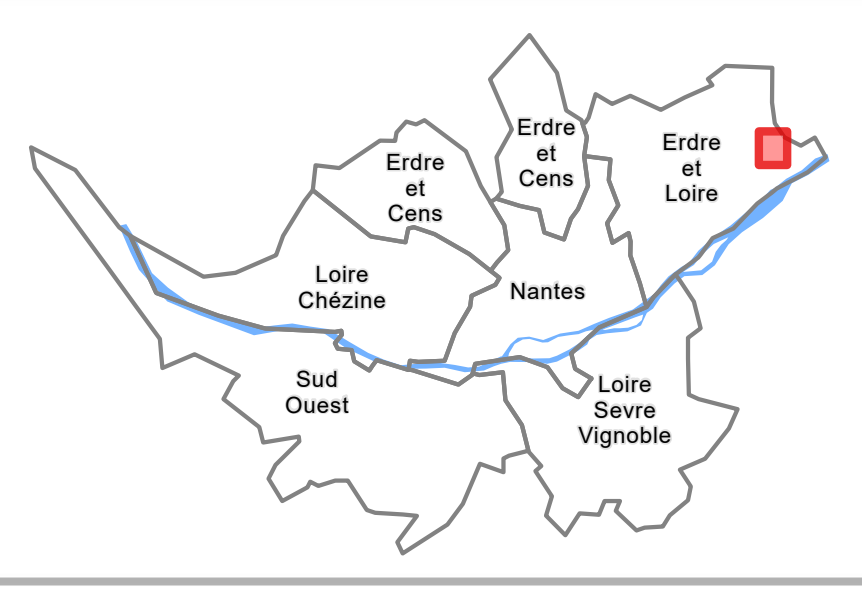 Erdre
et
Cens
Erdre
et
Cens
Erdre
et
Loire
Loire
Chézine
Nantes
Sud
Ouest
Loire
Sevre
Vignoble